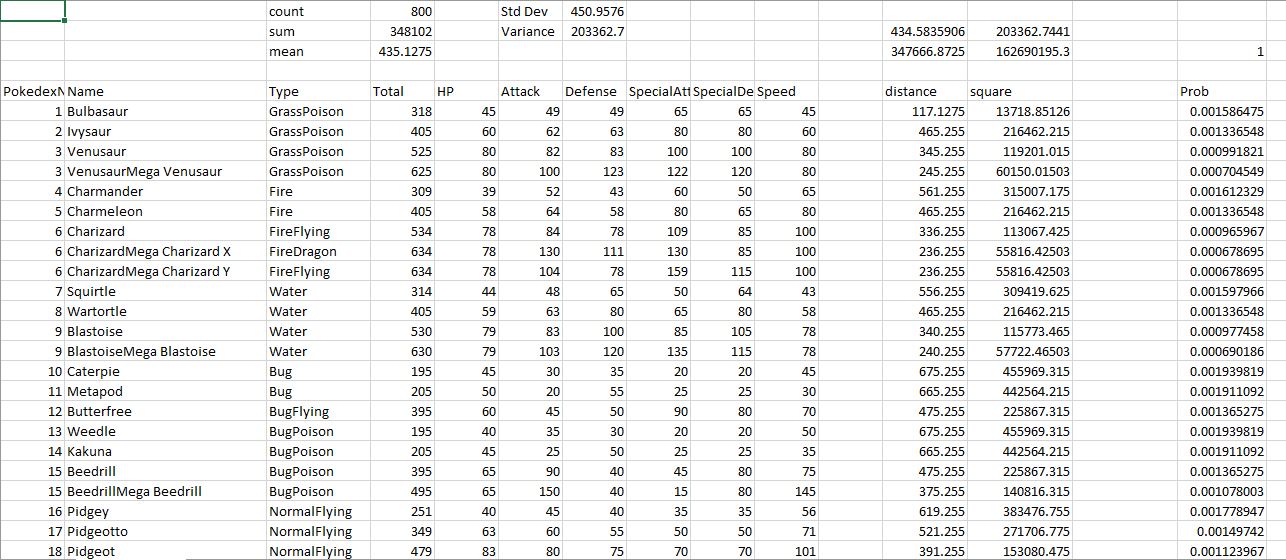 count 800 Std Dev 450.9576
sum 348102 Variance 203362.7 434.5835906 203362.7441
mean 435.1275 347666.8725 162690195.3 1
PokedexN Name Type Total HP Attack Defense SpecialAtt SpecialDe Speed distance square Prob
1 Bulbasaur GrassPoison 318 45 49 49 65 65 45 117.1275 13718.85126 0.001586475
2 Ivysaur GrassPoison 405 60 62 63 80 80 60 465.255 216462.215 0.001336548
3 Venusaur GrassPoison 525 80 82 83 100 100 80 345.255 119201.015 0.000991821
3 VenusaurMega Venusaur GrassPoison 625 80 100 123 122 120 80 245.255 60150.01503 0.000704549
4 Charmander Fire 309 39 52 43 60 50 65 561.255 315007.175 0.001612329
5 Charmeleon Fire 405 58 64 58 80 65 80 465.255 216462.215 0.001336548
6 Charizard FireFlying 534 78 84 78 109 85 100 336.255 113067.425 0.000965967
6 CharizardMega Charizard X FireDragon 634 78 130 111 130 85 100 236.255 55816.42503 0.000678695
6 CharizardMega Charizard Y FireFlying 634 78 104 78 159 115 100 236.255 55816.42503 0.000678695
7 Squirtle Water 314 44 48 65 50 64 43 556.255 309419.625 0.001597966
8 Wartortle Water 405 59 63 80 65 80 58 465.255 216462.215 0.001336548
9 Blastoise Water 530 79 83 100 85 105 78 340.255 115773.465 0.000977458
9 BlastoiseMega Blastoise Water 630 79 103 120 135 115 78 240.255 57722.46503 0.000690186
10 Caterpie Bug 195 45 30 35 20 20 45 675.255 455969.315 0.001939819
11 Metapod Bug 205 50 20 55 25 25 30 665.255 442564.215 0.001911092
12 Butterfree BugFlying 395 60 45 50 90 80 70 475.255 225867.315 0.001365275
13 Weedle BugPoison 195 40 35 30 20 20 50 675.255 455969.315 0.001939819
14 Kakuna BugPoison 205 45 25 50 25 25 35 665.255 442564.215 0.001911092
15 Beedrill BugPoison 395 65 90 40 45 80 75 475.255 225867.315 0.001365275
15 BeedrillMega Beedrill BugPoison 495 65 150 40 15 80 145 375.255 140816.315 0.001078003
16 Pidgey NormalFlying 251 40 45 40 35 35 56 619.255 383476.755 0.001778947
17 Pidgeotto NormalFlying 349 63 60 55 50 50 71 521.255 271706.775 0.00149742
18 Pidgeot NormalFlying 479 83 80 75 70 70 101 391.255 153080.475 0.001123967